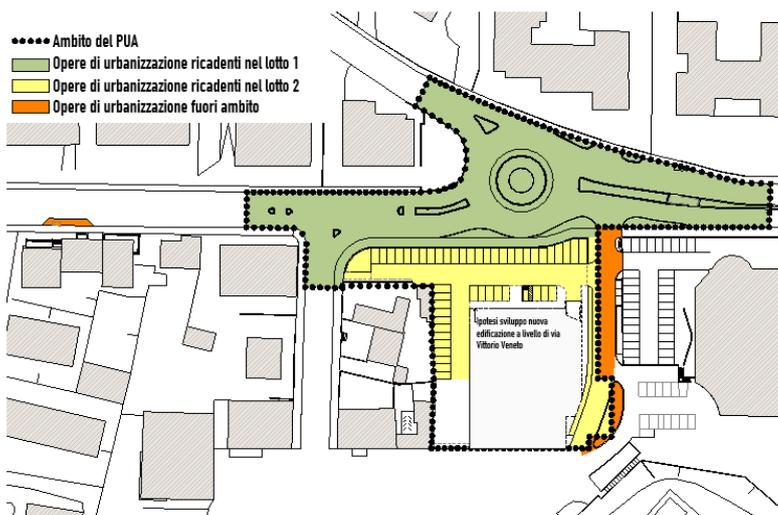 Ambito del PUA
Opere di urbanizzazione ricadenti nel lotto 1
Opere di urbanizzazione ricadenti nel lotto 2
Opere di urbanizzazione fuori ambito
Ipotesi sviluppo nuova
edificazione a livello di via
Vittorio Veneto